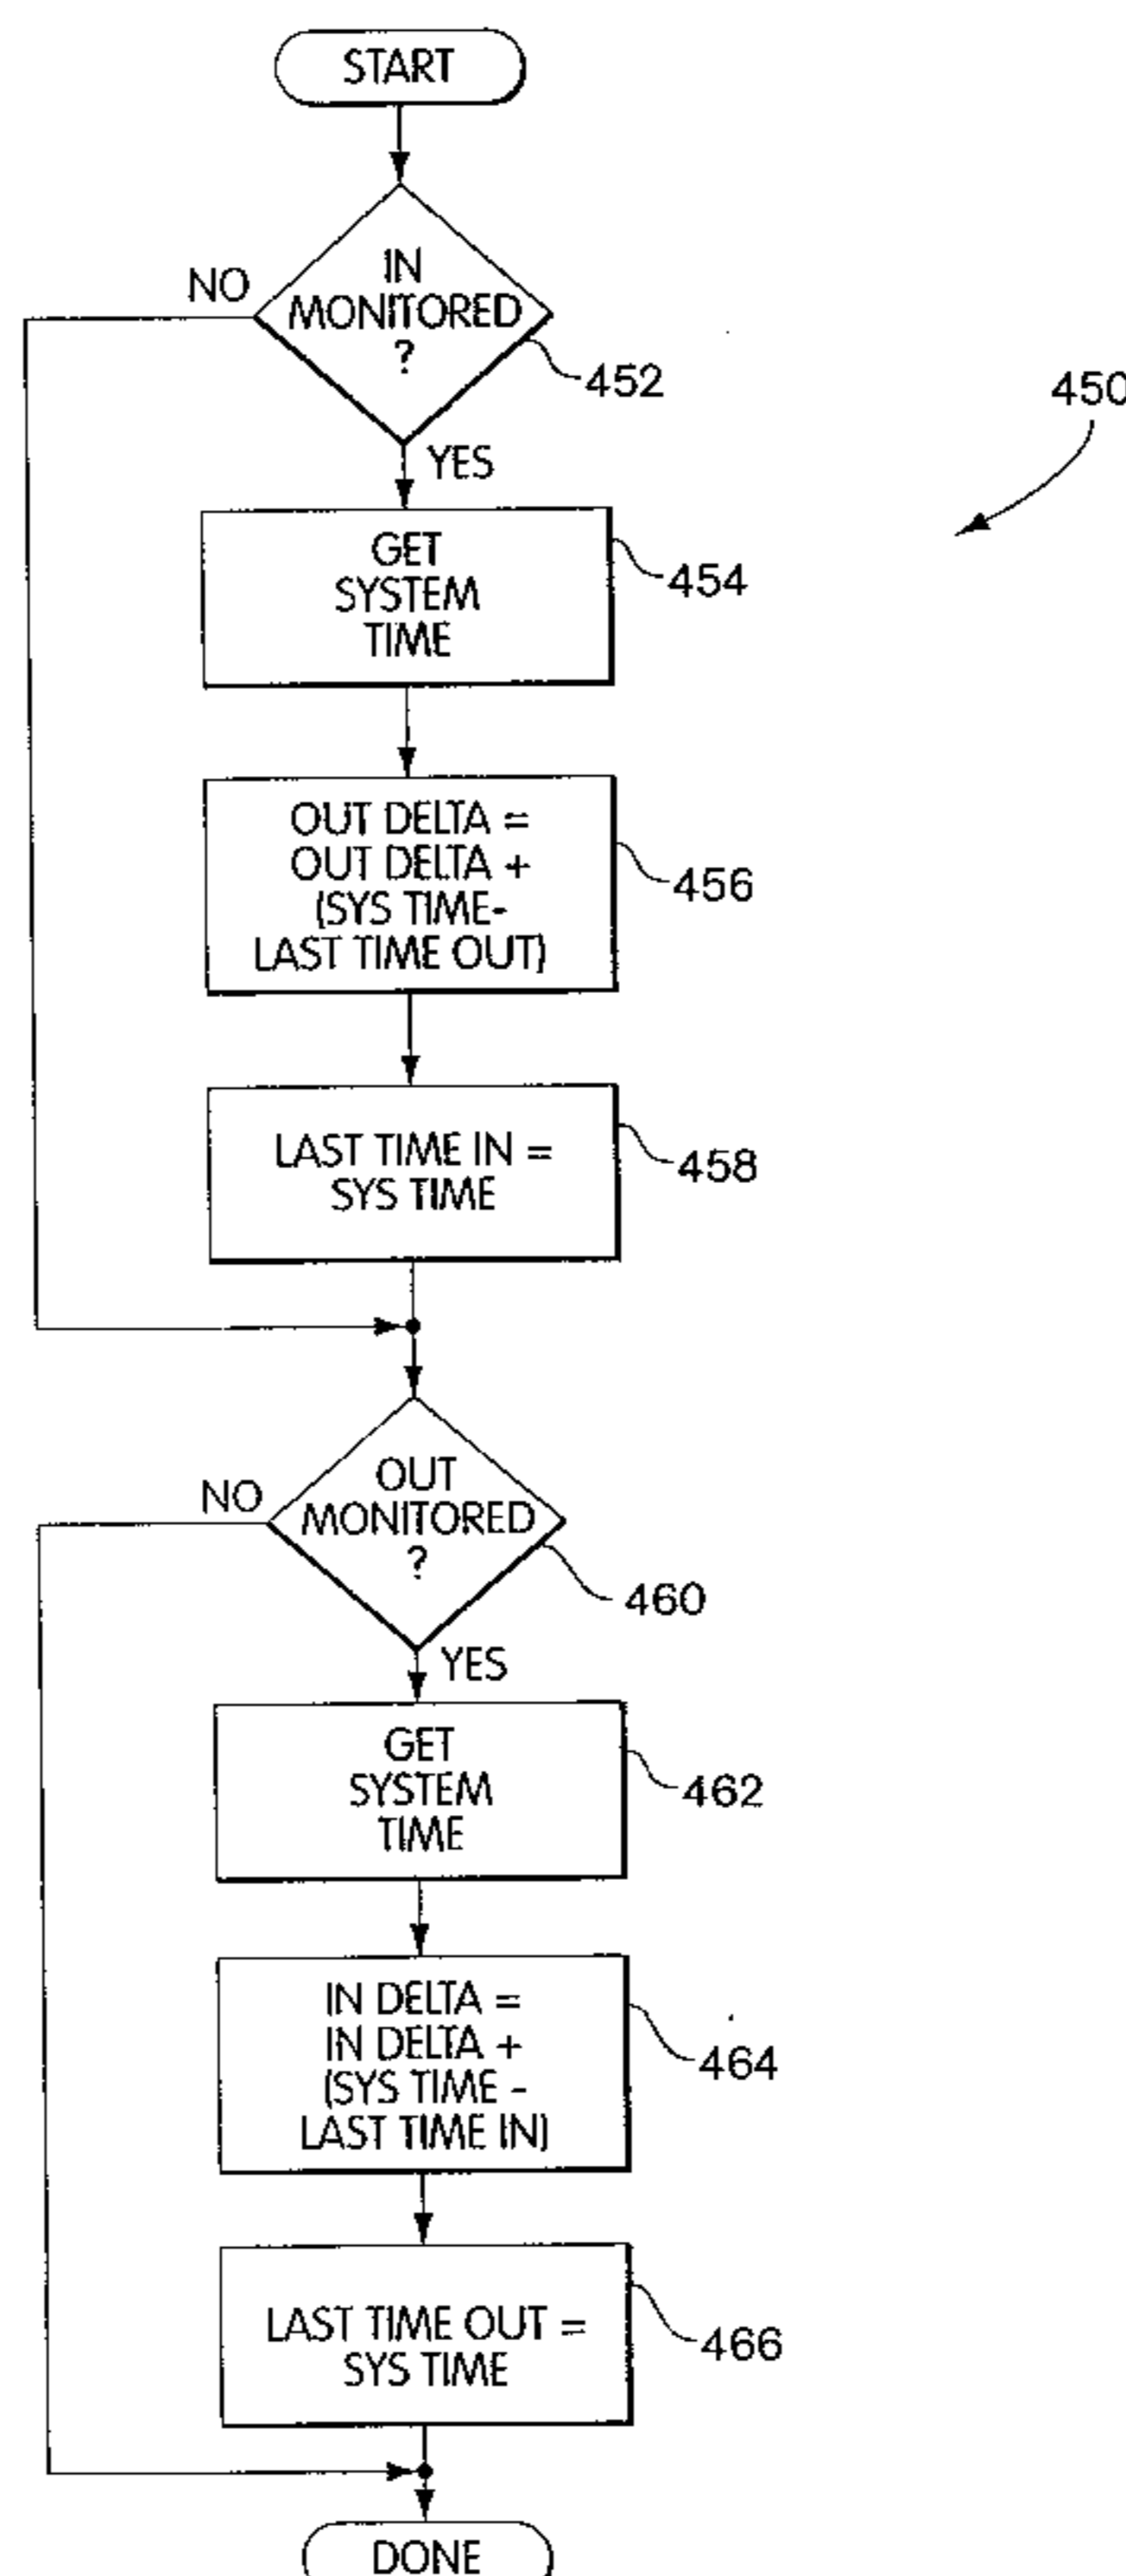 START
IN
MONITORED
?
NO
452
450
YES
GET
SYSTEM
TIME
454
OUT DELTA =
OUT DELTA +
(SYS TIME-
LAST TIME OUT)
456
LAST TIME IN =
SYS TIME
458
OUT
MONITORED
?
NO
460
YES
GET
SYSTEM
TIME
462
IN DELTA =
IN DELTA +
(SYS TIME -
LAST TIME IN)
464
LAST TIME OUT =
SYS TIME
466
DONE